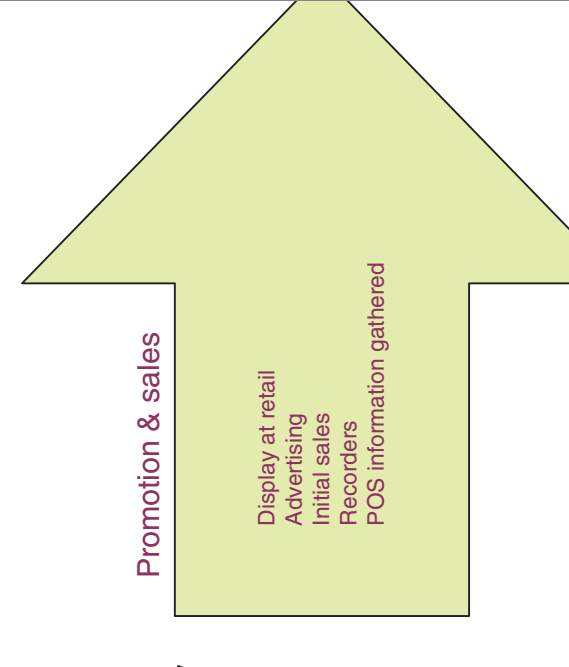 Promotion & sales
Display at retail
Advertising
Initial sales
Recorders
POS information gathered